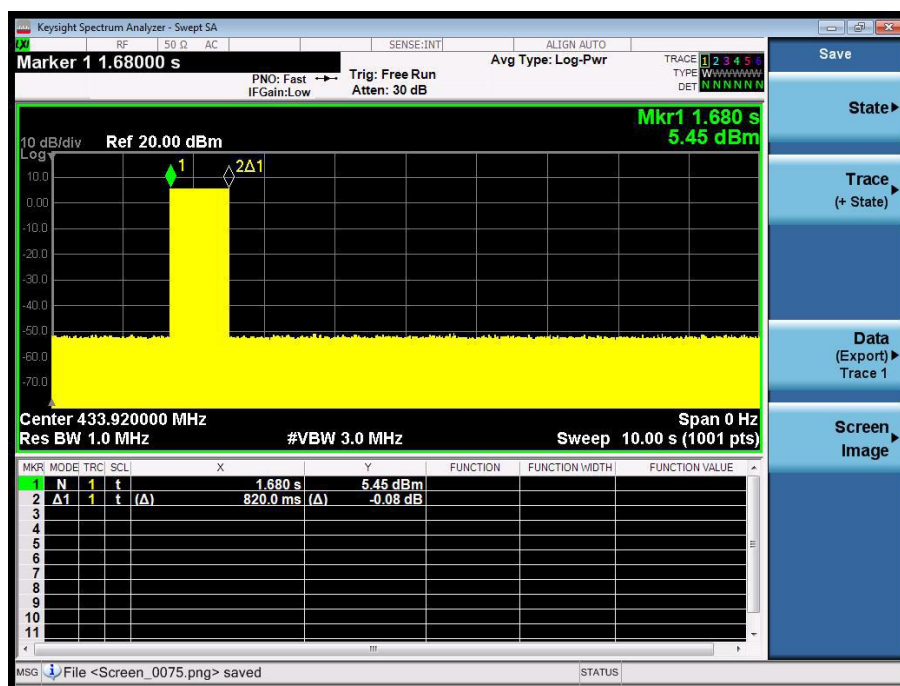 Keysight Spectrum Analyzer - Swept SA
LXI RF 50 Ω AC SENSE:INT ALIGN AUTO
Marker 1 1.68000 s
PNO: Fast
IFGain:Low
Trig: Free Run
Atten: 30 dB
Avg Type: Log-Pwr
TRACE 1 2 3 4 5 6
TYPE WWWWWW
DET N N N N N N
Mkr1 1.680 s
5.45 dBm
10 dB/div Ref 20.00 dBm
Log
1
2Δ1
10.0
0.00
-10.0
-20.0
-30.0
-40.0
-50.0
-60.0
-70.0
Center 433.920000 MHz Span 0 Hz
Res BW 1.0 MHz #VBW 3.0 MHz Sweep 10.00 s (1001 pts)
MKR MODE TRC SCL X Y FUNCTION FUNCTION WIDTH FUNCTION VALUE
1 N 1 t 1.680 s 5.45 dBm
2 Δ1 1 t (Δ) 820.0 ms (Δ) -0.08 dB
3
4
5
6
7
8
9
10
11
MSG File <Screen_0075.png> saved STATUS
Save
State
Trace
(+ State)
Data
(Export)
Trace 1
Screen
Image